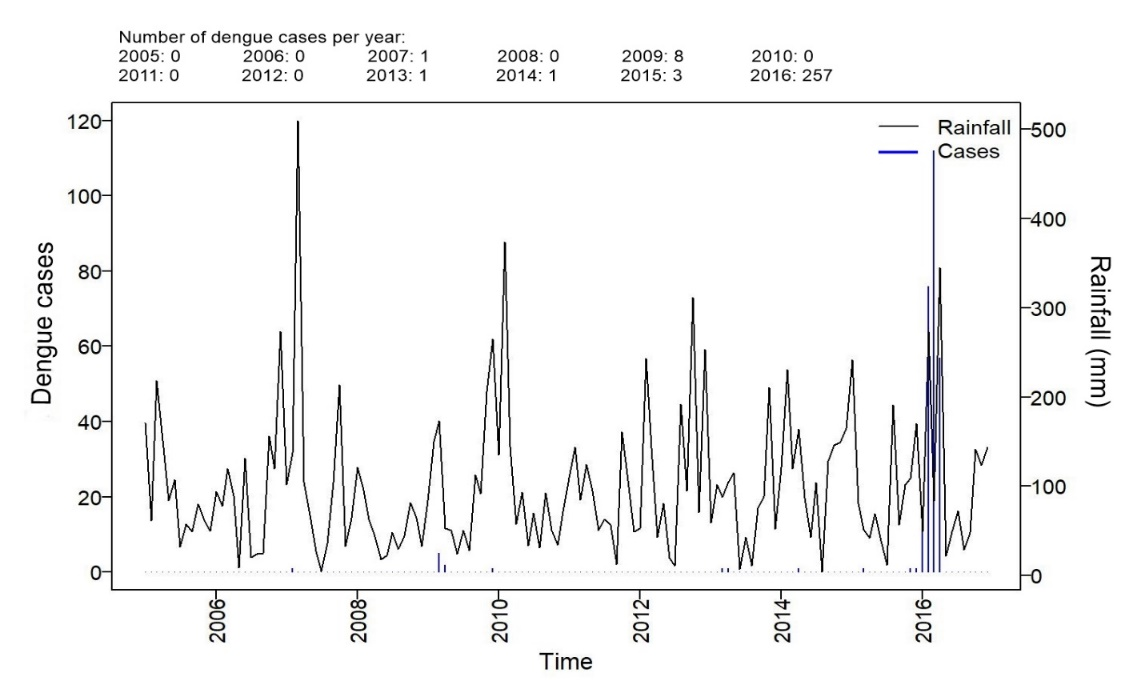 Number of dengue cases per year:
2005: 0 2006: 0 2007: 1 2008: 0 2009: 8 2010: 0
2011: 0 2012: 0 2013: 1 2014: 1 2015: 3 2016: 257
Rainfall
Cases
Dengue cases
120
100
80
60
40
20
0
500
400
300
200
100
0
Rainfall (mm)
2006 2008 2010 2012 2014 2016
Time